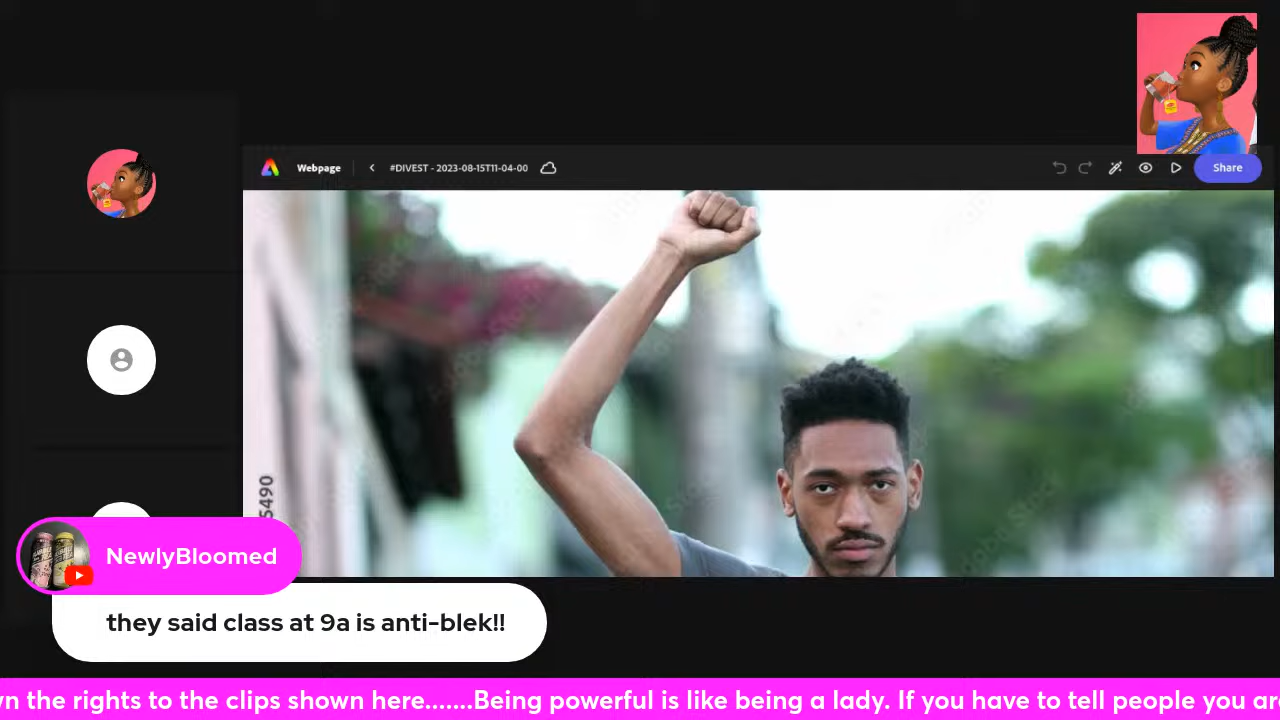 Webpage
#DIVEST - 2023-08-15T11-04-00
Share
5490
NewlyBloomed
they said class at 9a is anti-blek!!
the rights to the clips shown here.......Being powerful is like being a lady. If you have to tell people you